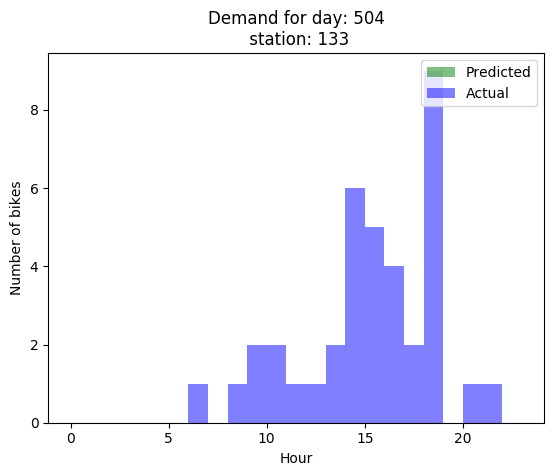 Demand for day: 504
station: 133
Predicted
Actual
Number of bikes
8
6
4
2
0
0 5 10 15 20
Hour